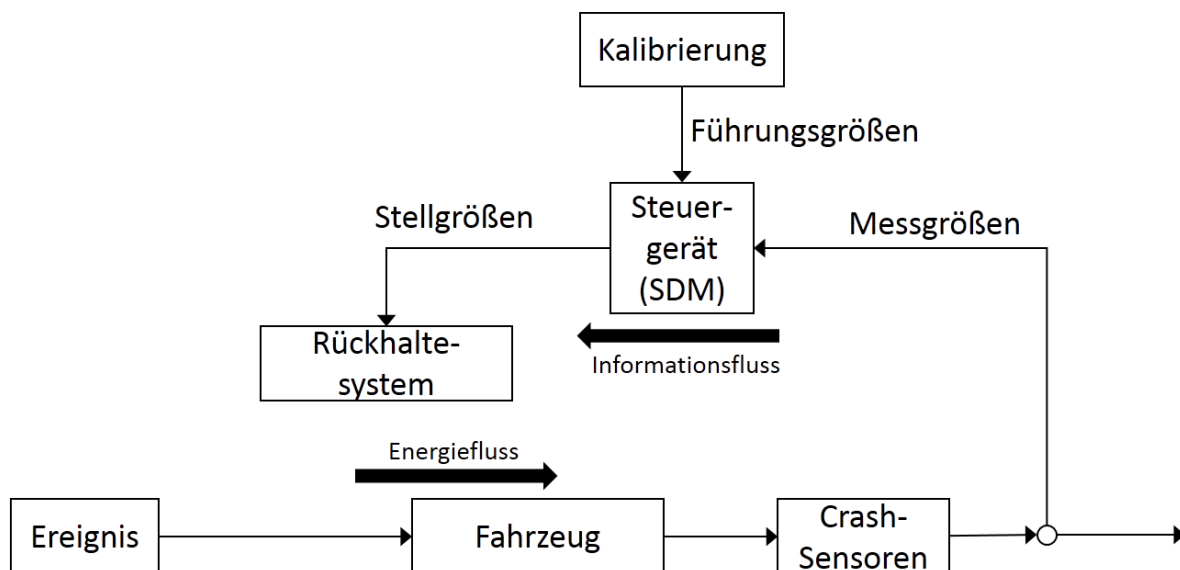 Kalibrierung
Führungsgrößen
Stellgrößen
Steuer-
gerät
(SDM)
Messgrößen
Rückhalte-
system
Informationsfluss
Energiefluss
Ereignis
Fahrzeug
Crash-
Sensoren